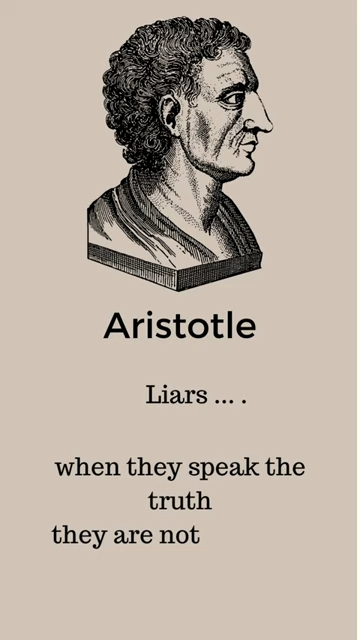 Aristotle
Liars ... .
when they speak the
truth
they are not